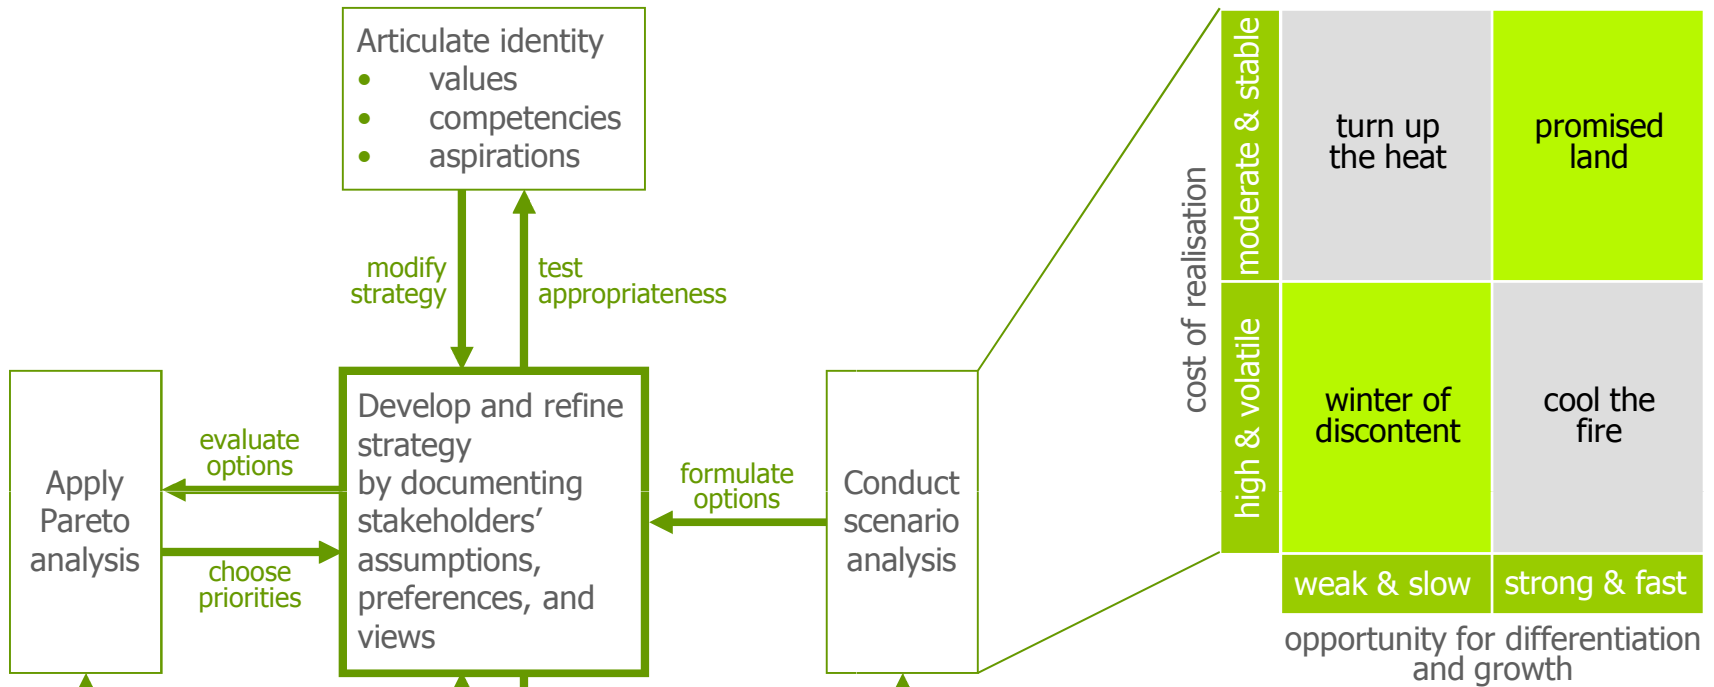 Articulate identity
• values
• competencies
• aspirations
modify
strategy
test
appropriateness
Apply
Pareto
analysis
evaluate
options
choose
priorities
Develop and refine
strategy
by documenting
stakeholders’
assumptions,
preferences, and
views
formulate
options
Conduct
scenario
analysis
cost of realisation
moderate & stable
high & volatile
turn up
the heat
promised
land
winter of
discontent
cool the
fire
weak & slow
strong & fast
opportunity for differentiation
and growth